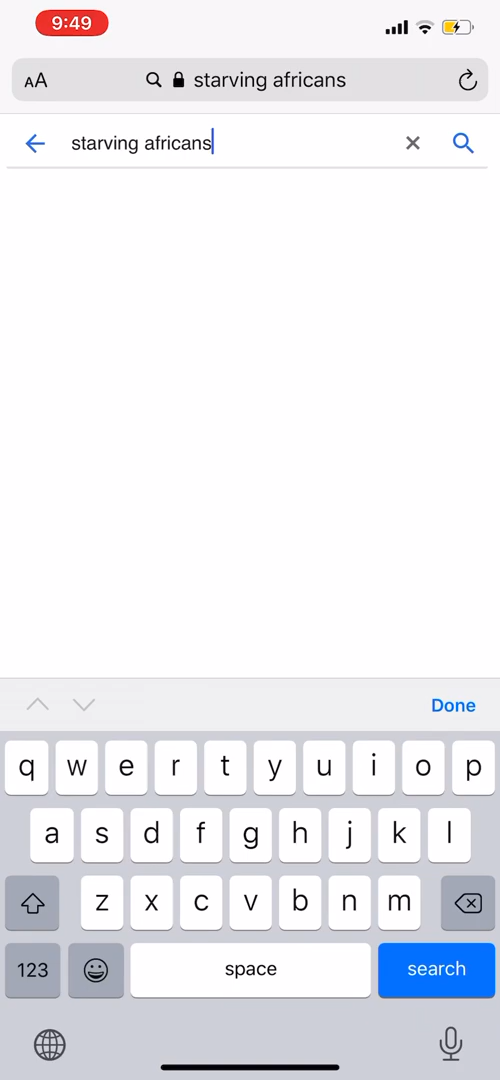 9:49
AA starving africans
starving africans
Done
q w e r t y u i o p
a s d f g h j k l
z x c v b n m
123 space search